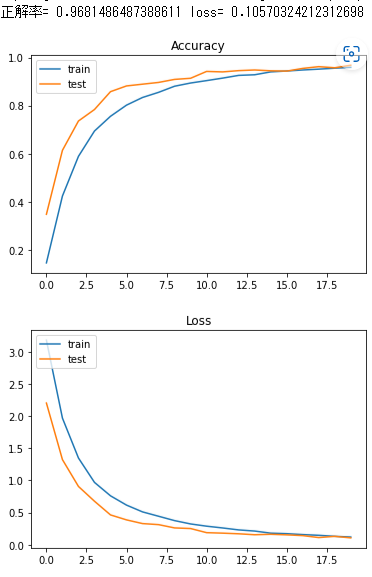 正解率= 0.9681486487388611 loss= 0.10570324212312698
Accuracy
train
test
1.0
0.8
0.6
0.4
0.2
0.0 2.5 5.0 7.5 10.0 12.5 15.0 17.5
Loss
train
test
3.0
2.5
2.0
1.5
1.0
0.5
0.0
0.0 2.5 5.0 7.5 10.0 12.5 15.0 17.5